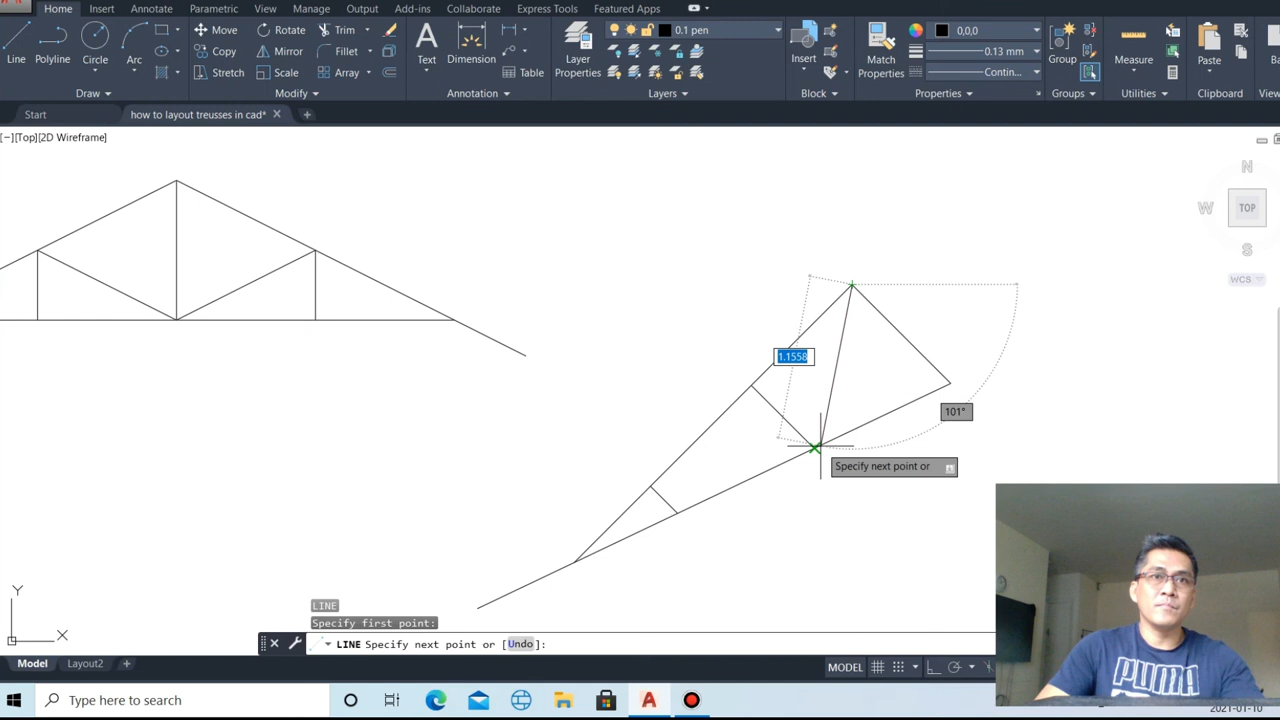 Home Insert Annotate Parametric View Manage Output Add-ins Collaborate Express Tools Featured Apps
Line Polyline Circle Arc
Move Rotate Trim
Copy Mirror Fillet
Stretch Scale Array
Text Dimension Table
Layer Properties
0.1 pen
Insert
Match Properties
0,0,0
0.13 mm
Contin...
Group
Measure
Paste
Draw Modify Annotation Layers Block Properties Groups Utilities Clipboard
Start how to layout treusses in cad*
[−][Top][2D Wireframe]
N
W TOP
S
WCS
1.1558
101°
Specify next point or
Y
X
LINE
Specify first point:
LINE Specify next point or [Undo]:
Model Layout2
MODEL
PUMA
Type here to search
2021-01-10